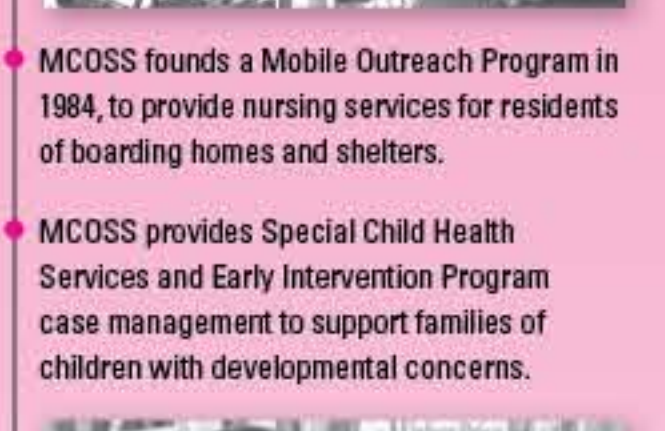 MCOSS founds a Mobile Outreach Program in
1984, to provide nursing services for residents
of boarding homes and shelters.
MCOSS provides Special Child Health
Services and Early Intervention Program
case management to support families of
children with developmental concerns.